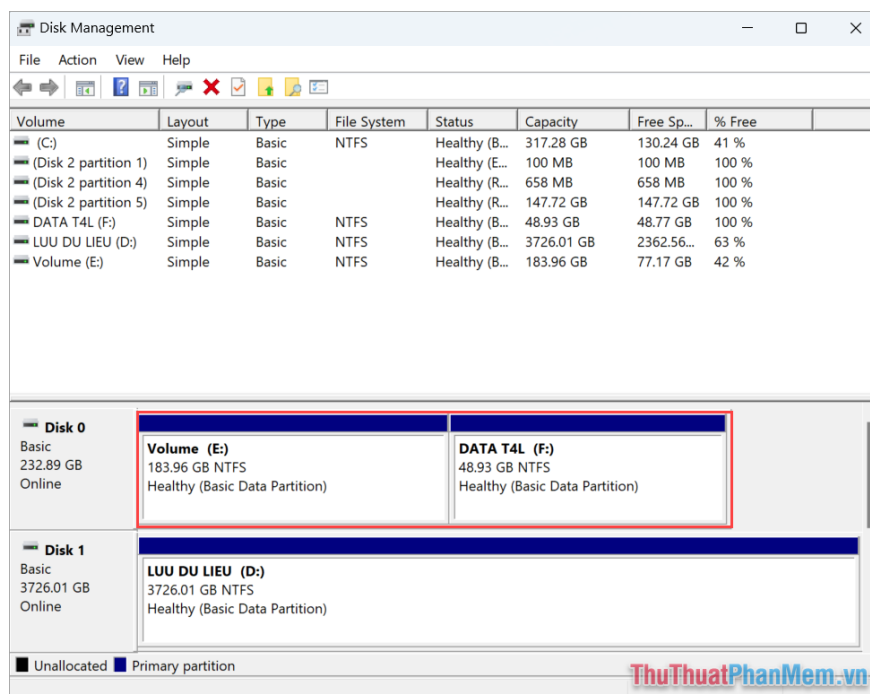 Disk Management
File Action View Help
Volume Layout Type File System Status Capacity Free Sp... % Free
(C:) Simple Basic NTFS Healthy (B... 317.28 GB 130.24 GB 41 %
(Disk 2 partition 1) Simple Basic Healthy (E... 100 MB 100 MB 100 %
(Disk 2 partition 4) Simple Basic Healthy (R... 658 MB 658 MB 100 %
(Disk 2 partition 5) Simple Basic Healthy (R... 147.72 GB 147.72 GB 100 %
DATA T4L (F:) Simple Basic NTFS Healthy (B... 48.93 GB 48.77 GB 100 %
LUU DU LIEU (D:) Simple Basic NTFS Healthy (B... 3726.01 GB 2362.56... 63 %
Volume (E:) Simple Basic NTFS Healthy (B... 183.96 GB 77.17 GB 42 %
Disk 0
Basic
232.89 GB
Online
Volume (E:)
183.96 GB NTFS
Healthy (Basic Data Partition)
DATA T4L (F:)
48.93 GB NTFS
Healthy (Basic Data Partition)
Disk 1
Basic
3726.01 GB
Online
LUU DU LIEU (D:)
3726.01 GB NTFS
Healthy (Basic Data Partition)
Unallocated Primary partition
ThuThuatPhanMem.vn